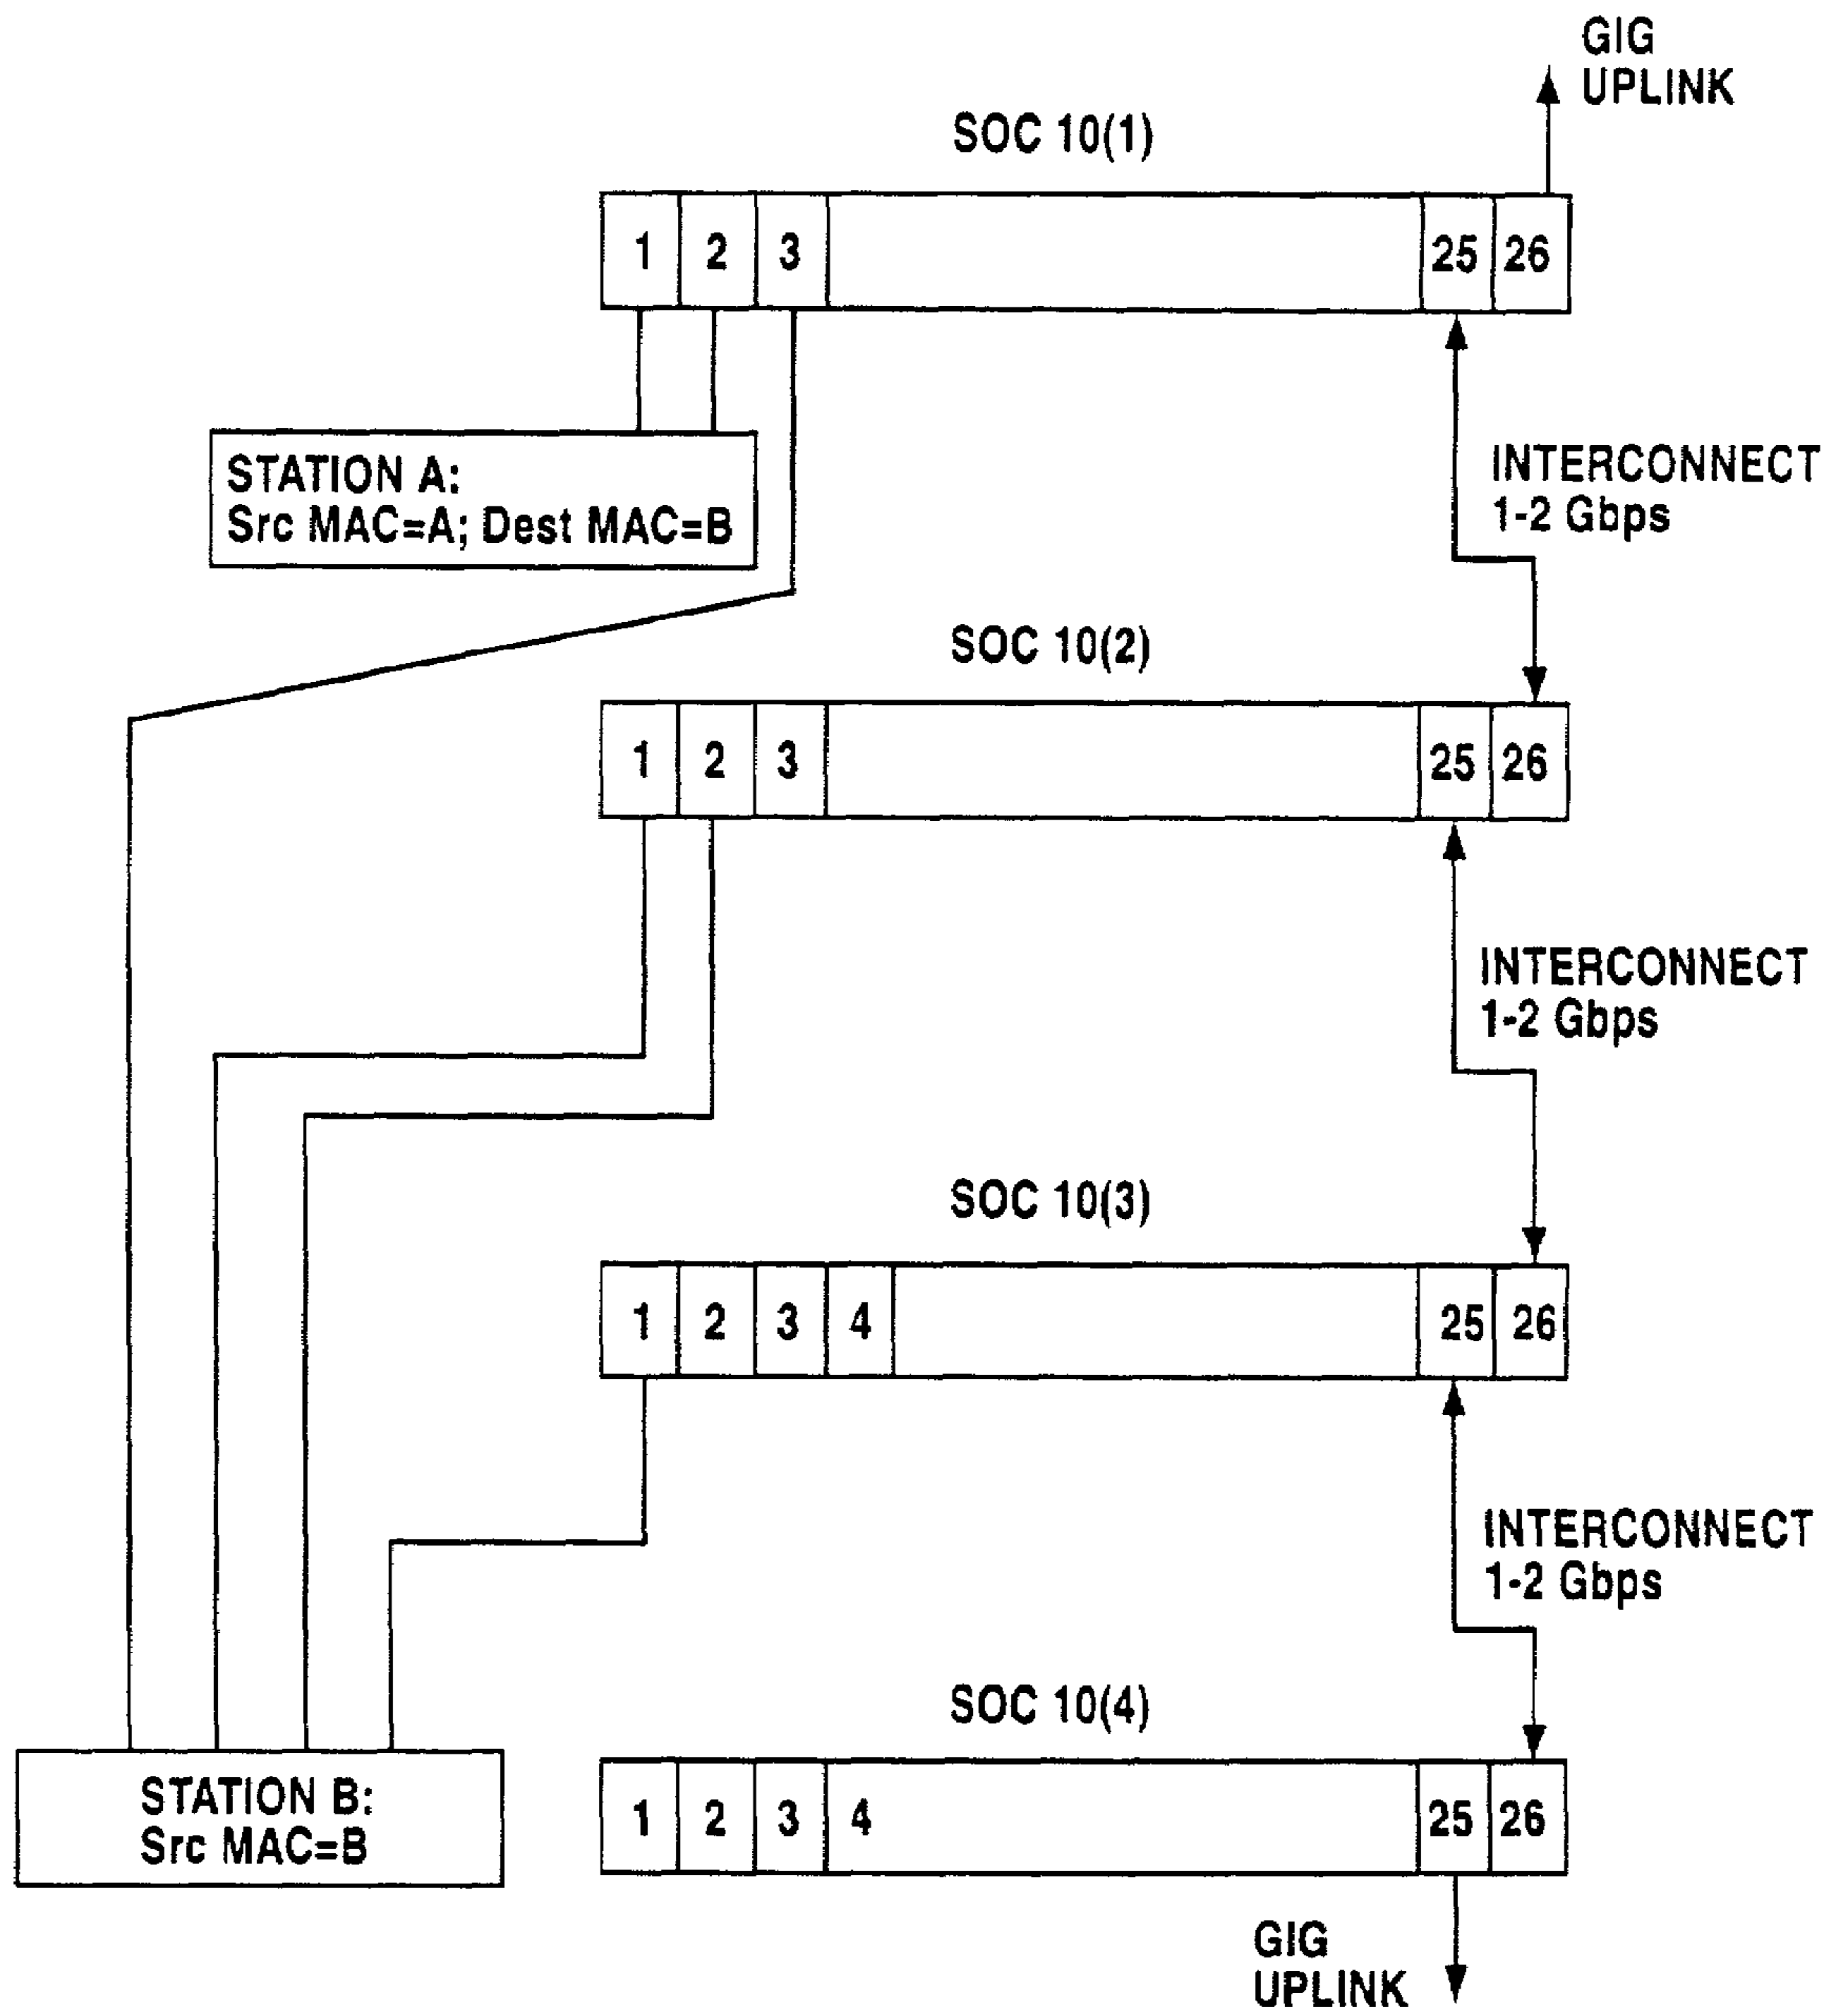 GIG
UPLINK
SOC 10(1)
1 2 3 25 26
STATION A:
Src MAC=A; Dest MAC=B
INTERCONNECT
1-2 Gbps
SOC 10(2)
1 2 3 25 26
INTERCONNECT
1-2 Gbps
SOC 10(3)
1 2 3 4 25 26
INTERCONNECT
1-2 Gbps
SOC 10(4)
STATION B:
Src MAC=B
1 2 3 4 25 26
GIG
UPLINK